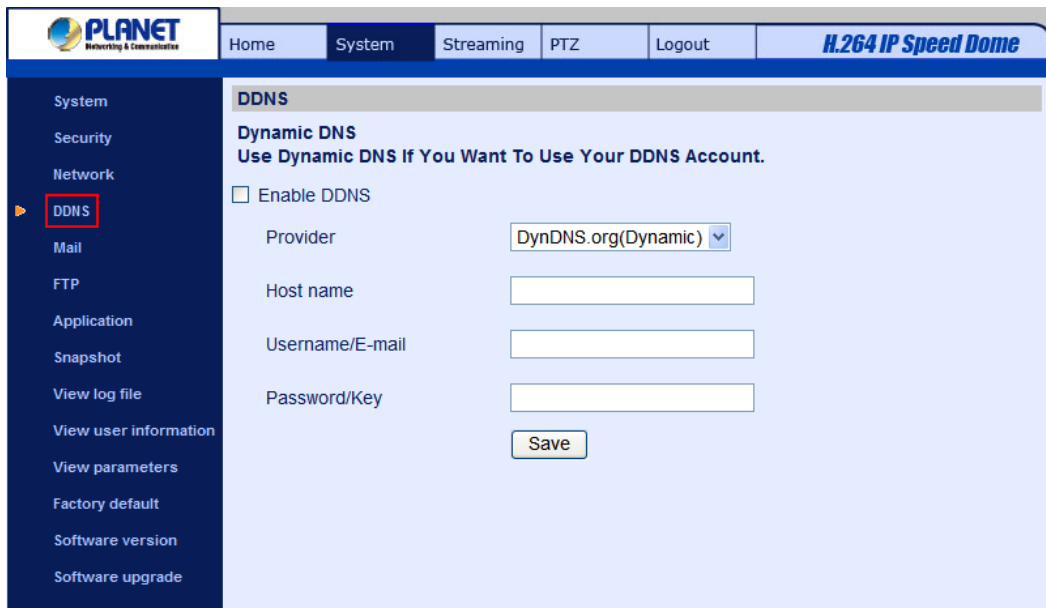 PLANET
Networking & Communication
Home
System
Streaming
PTZ
Logout
H.264 IP Speed Dome
System
Security
Network
DDNS
Mail
FTP
Application
Snapshot
View log file
View user information
View parameters
Factory default
Software version
Software upgrade
DDNS
Dynamic DNS
Use Dynamic DNS If You Want To Use Your DDNS Account.
Enable DDNS
Provider
DynDNS.org(Dynamic)
Host name
Username/E-mail
Password/Key
Save